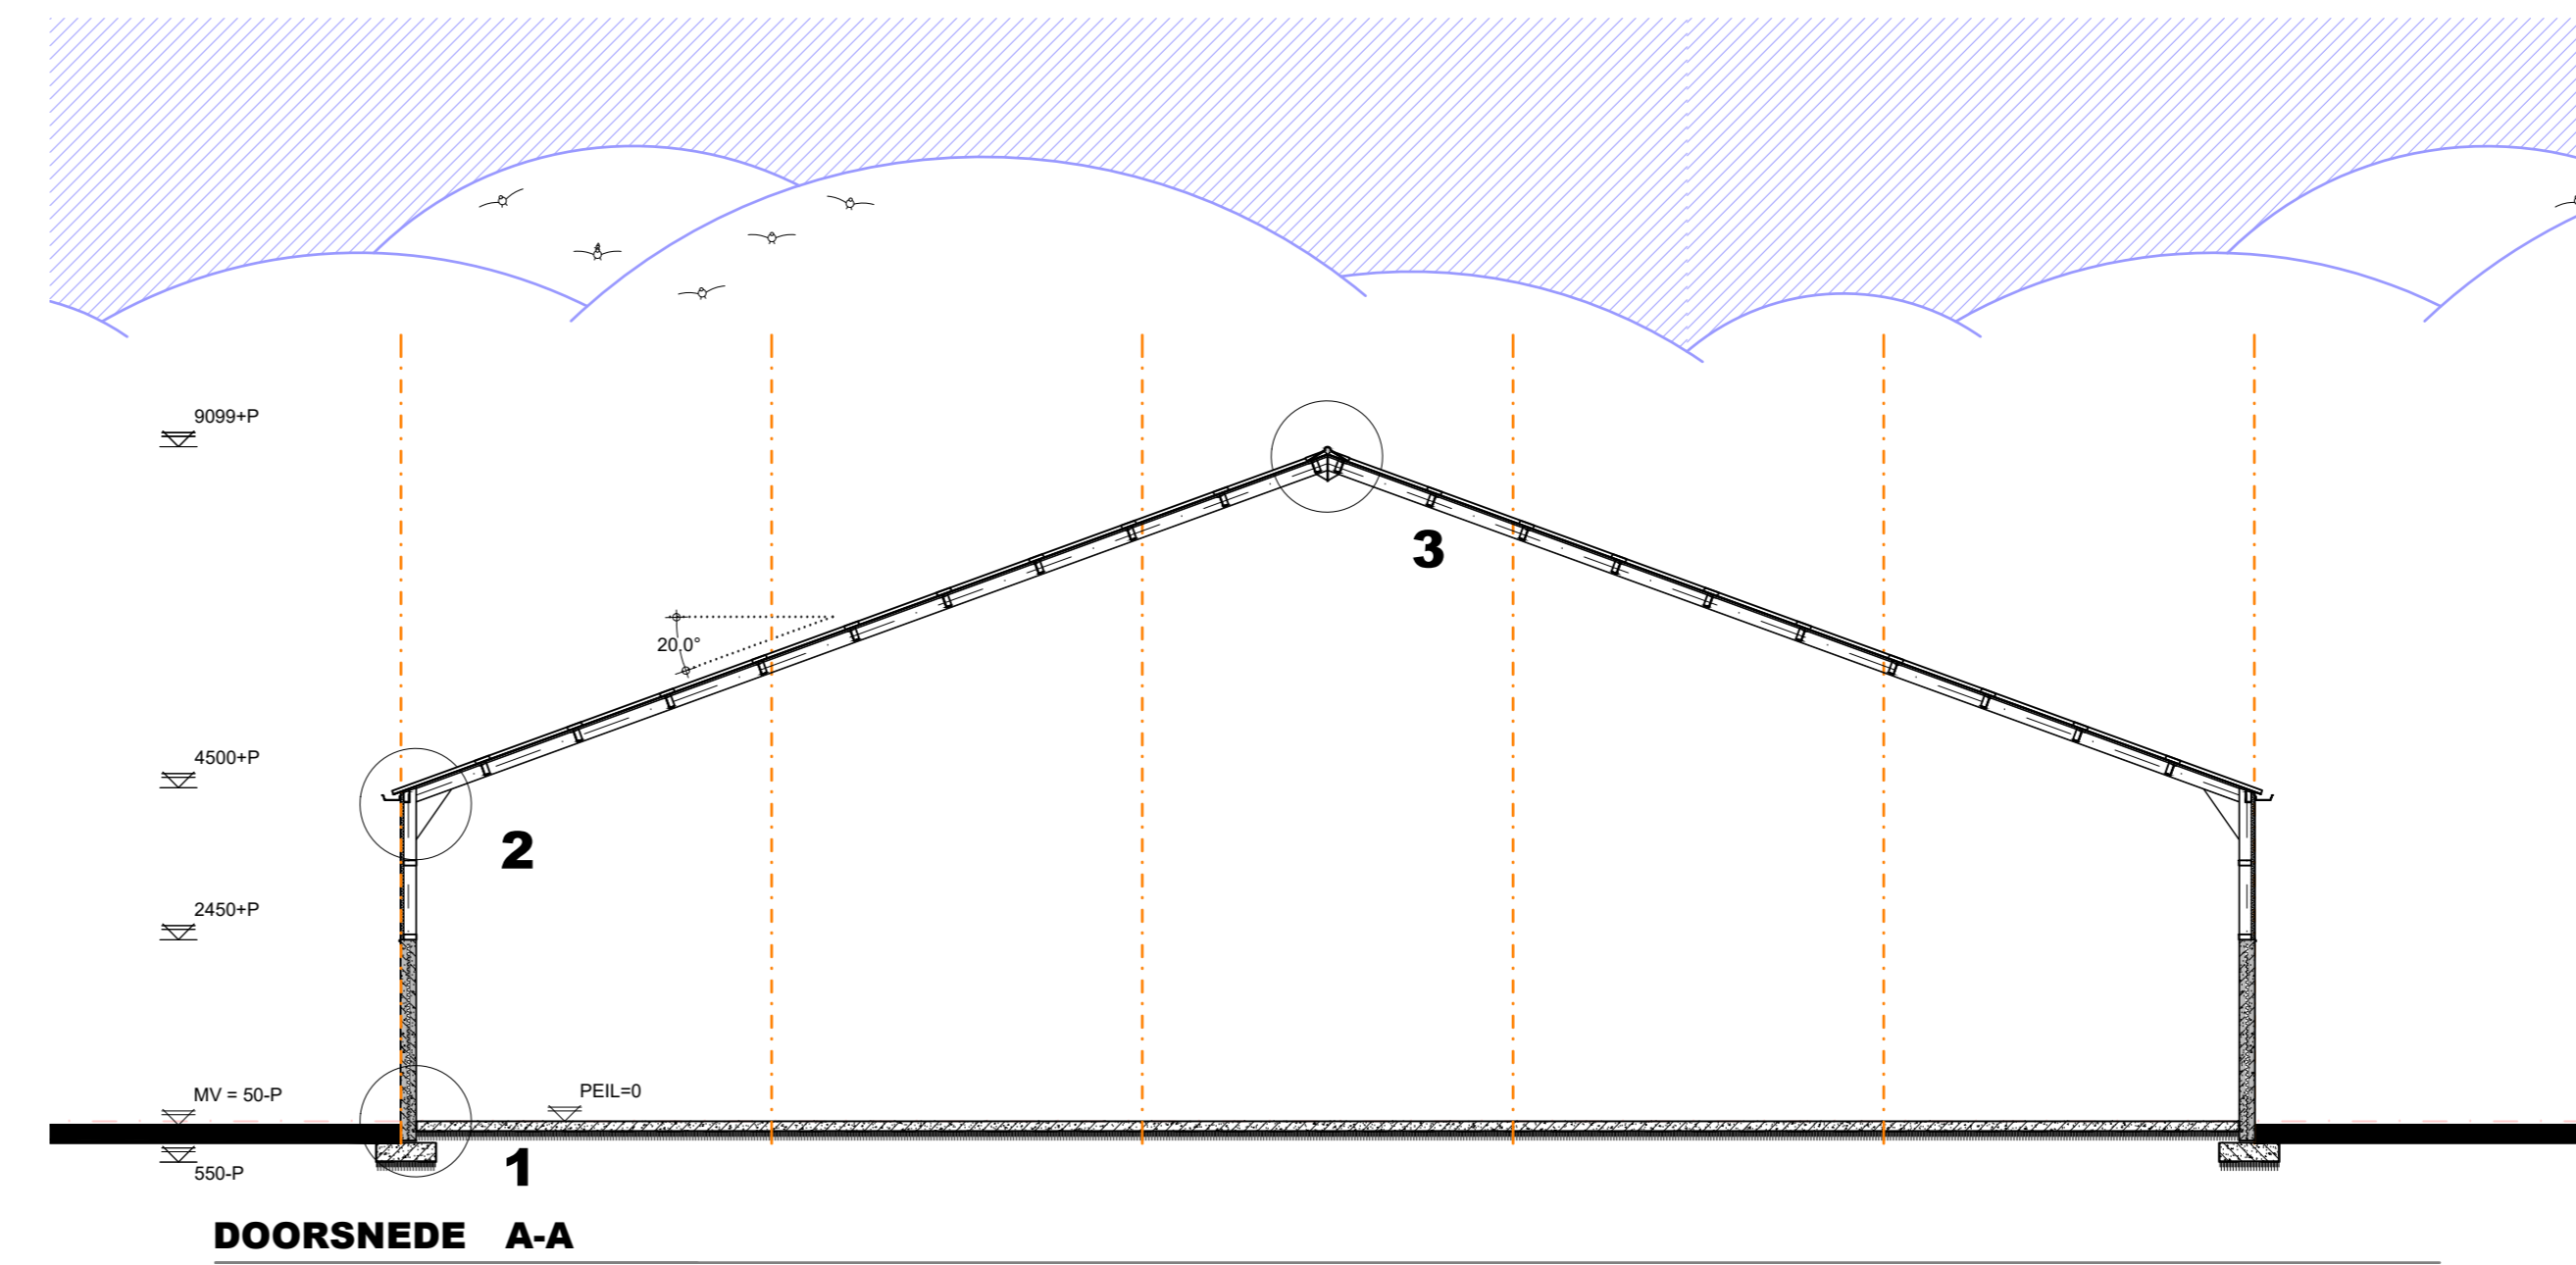 9099+P
3
20.0°
4500+P
2
2450+P
MV = 50-P
PEIL=0
550-P
1
DOORSNEDE A-A